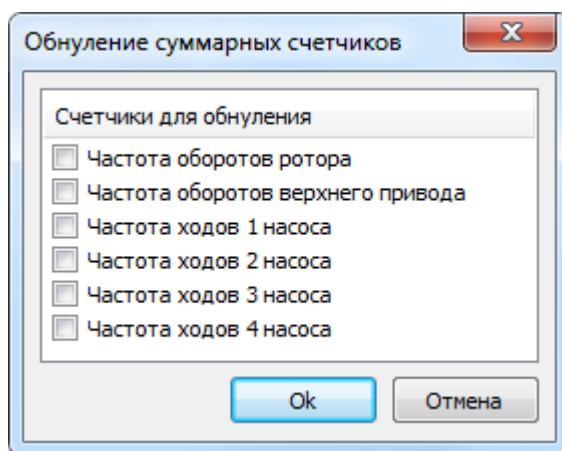 Обнуление суммарных счетчиков
Счетчики для обнуления
Частота оборотов ротора
Частота оборотов верхнего привода
Частота ходов 1 насоса
Частота ходов 2 насоса
Частота ходов 3 насоса
Частота ходов 4 насоса
Ok Отмена